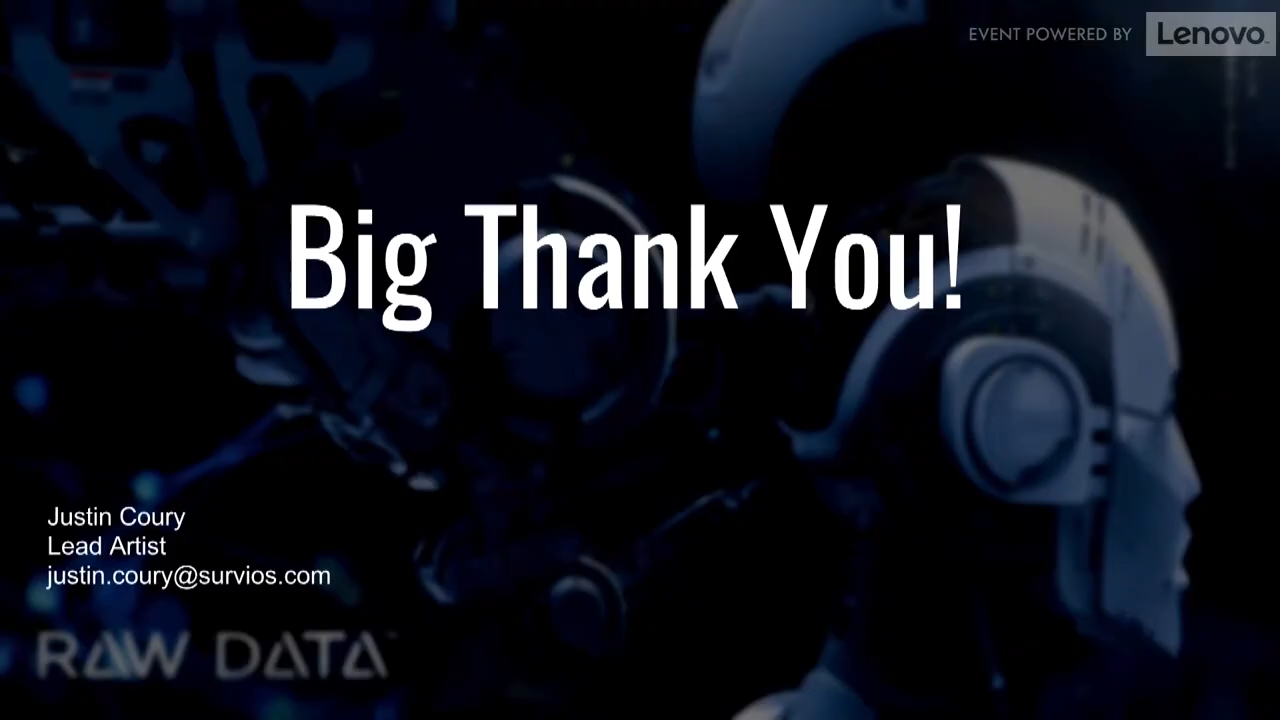 EVENT POWERED BY Lenovo
Big Thank You!
Justin Coury
Lead Artist
justin.coury@survios.com
RAW DATA